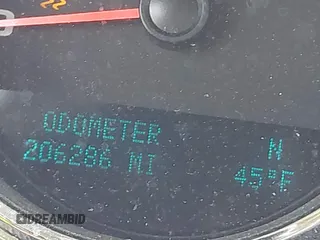 ODOMETER
206286 MI
N
45°F
DREAMBID